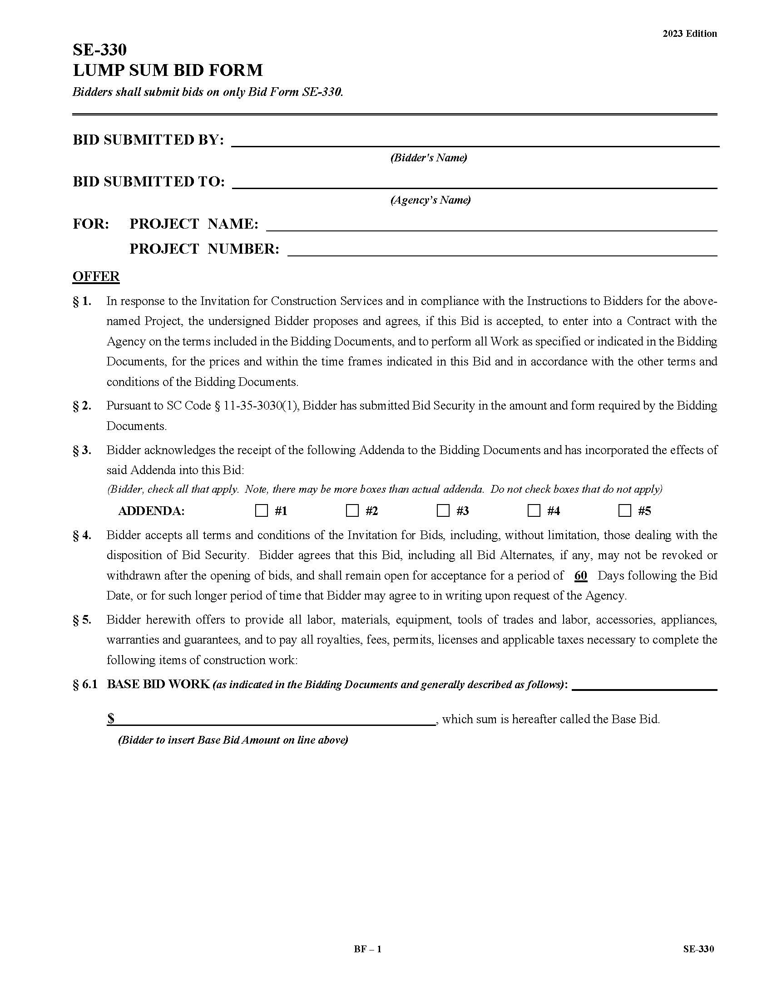 2023 Edition
SE-330
LUMP SUM BID FORM
Bidders shall submit bids on only Bid Form SE-330.
BID SUBMITTED BY:
(Bidder's Name)
BID SUBMITTED TO:
(Agency’s Name)
FOR: PROJECT NAME:
PROJECT NUMBER:
OFFER
§ 1. In response to the Invitation for Construction Services and in compliance with the Instructions to Bidders for the above-
named Project, the undersigned Bidder proposes and agrees, if this Bid is accepted, to enter into a Contract with the
Agency on the terms included in the Bidding Documents, and to perform all Work as specified or indicated in the Bidding
Documents, for the prices and within the time frames indicated in this Bid and in accordance with the other terms and
conditions of the Bidding Documents.
§ 2. Pursuant to SC Code § 11-35-3030(1), Bidder has submitted Bid Security in the amount and form required by the Bidding
Documents.
§ 3. Bidder acknowledges the receipt of the following Addenda to the Bidding Documents and has incorporated the effects of
said Addenda into this Bid:
(Bidder, check all that apply. Note, there may be more boxes than actual addenda. Do not check boxes that do not apply)
ADDENDA: ☐ #1 ☐ #2 ☐ #3 ☐ #4 ☐ #5
§ 4. Bidder accepts all terms and conditions of the Invitation for Bids, including, without limitation, those dealing with the
disposition of Bid Security. Bidder agrees that this Bid, including all Bid Alternates, if any, may not be revoked or
withdrawn after the opening of bids, and shall remain open for acceptance for a period of 60 Days following the Bid
Date, or for such longer period of time that Bidder may agree to in writing upon request of the Agency.
§ 5. Bidder herewith offers to provide all labor, materials, equipment, tools of trades and labor, accessories, appliances,
warranties and guarantees, and to pay all royalties, fees, permits, licenses and applicable taxes necessary to complete the
following items of construction work:
§ 6.1 BASE BID WORK (as indicated in the Bidding Documents and generally described as follows):
$ , which sum is hereafter called the Base Bid.
(Bidder to insert Base Bid Amount on line above)
BF – 1 SE-330